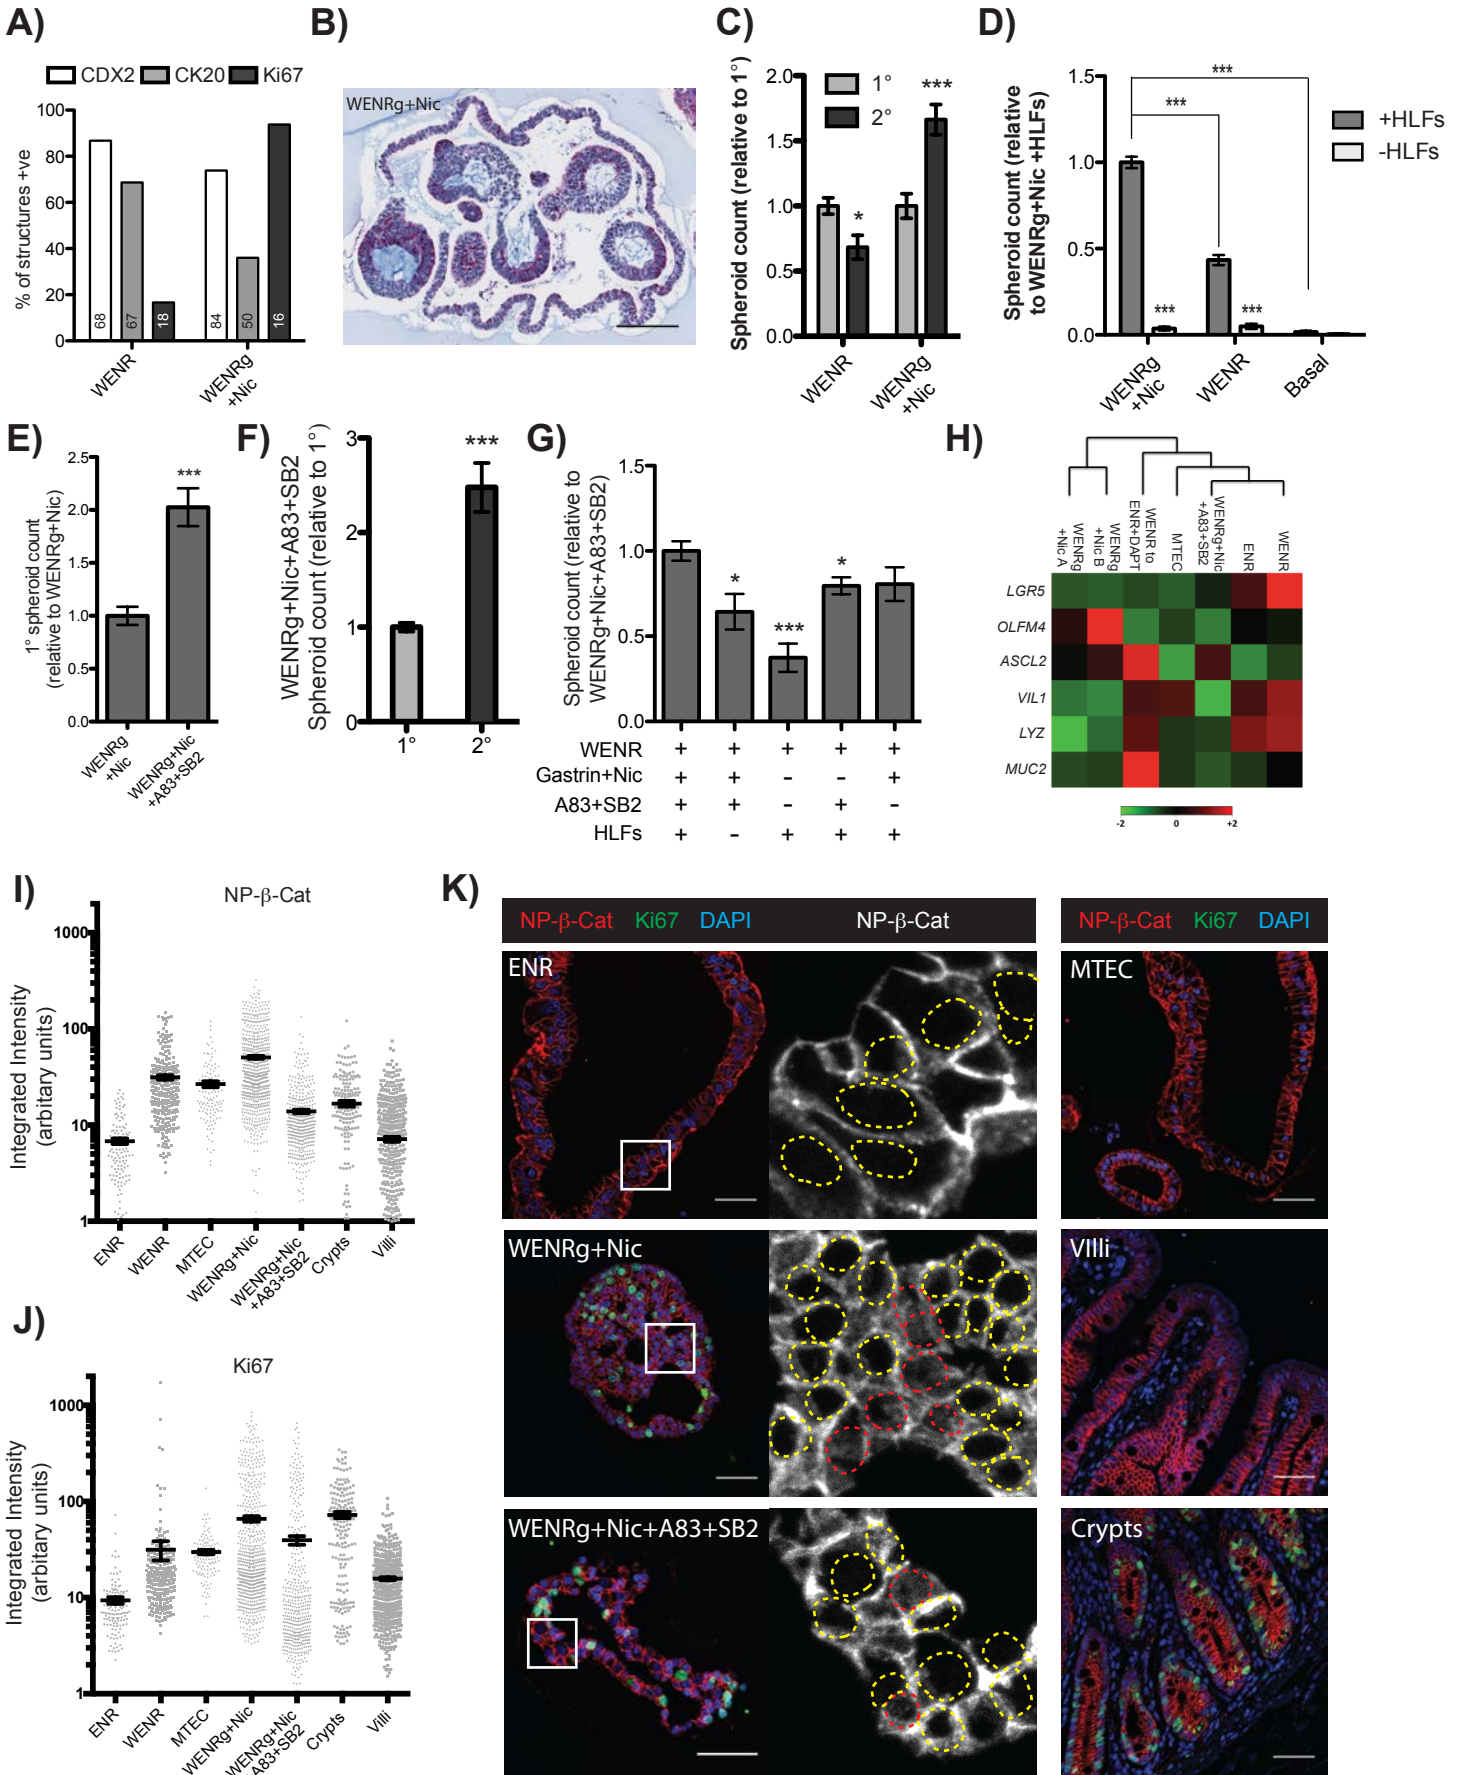 A)
CDX2 CK20 Ki67
% of structures +ve
100
80
60
40
20
0
68 67 18 84 50 16
WENR
WENRg
+Nic
B)
WENRg+Nic
C)
Spheroid count (relative to 1°)
2.0
1.5
1.0
0.5
0.0
1°
2°
*
***
WENR
WENRg
+Nic
D)
Spheroid count (relative
to WENRg+Nic +HLFs)
1.5
1.0
0.5
0.0
***
***
*** ***
+HLFs
-HLFs
WENRg
+Nic
WENR
Basal
E)
1° spheroid count
(relative to WENRg+Nic)
2.5
2.0
1.5
1.0
0.5
0.0
***
WENRg
+Nic
WENRg+Nic
+A83+SB2
F)
WENRg+Nic+A83+SB2
Spheroid count (relative to 1°)
3
2
1
0
***
1° 2°
G)
Spheroid count (relative to
WENRg+Nic+A83+SB2)
1.5
1.0
0.5
0.0
*
***
*
WENR + + + + +
Gastrin+Nic + + - - +
A83+SB2 + + - + -
HLFs + - + + +
H)
WENRg
+Nic A
WENRg
+Nic B
WENR to
ENR+DAPT
MTEC
WENRg+Nic
+A83+SB2
ENR
WENR
LGR5
OLFM4
ASCL2
VIL1
LYZ
MUC2
-2 0 +2
I)
NP-β-Cat
Integrated Intensity
(arbitary units)
1000
100
10
1
ENR
WENR
MTEC
WENRg+Nic
WENRg+Nic
+A83+SB2
Crypts
Villi
J)
Ki67
Integrated Intensity
(arbitary units)
1000
100
10
1
ENR
WENR
MTEC
WENRg+Nic
WENRg+Nic
+A83+SB2
Crypts
Villi
K)
NP-β-Cat Ki67 DAPI NP-β-Cat
NP-β-Cat Ki67 DAPI
ENR
MTEC
WENRg+Nic
VIlli
WENRg+Nic+A83+SB2
Crypts